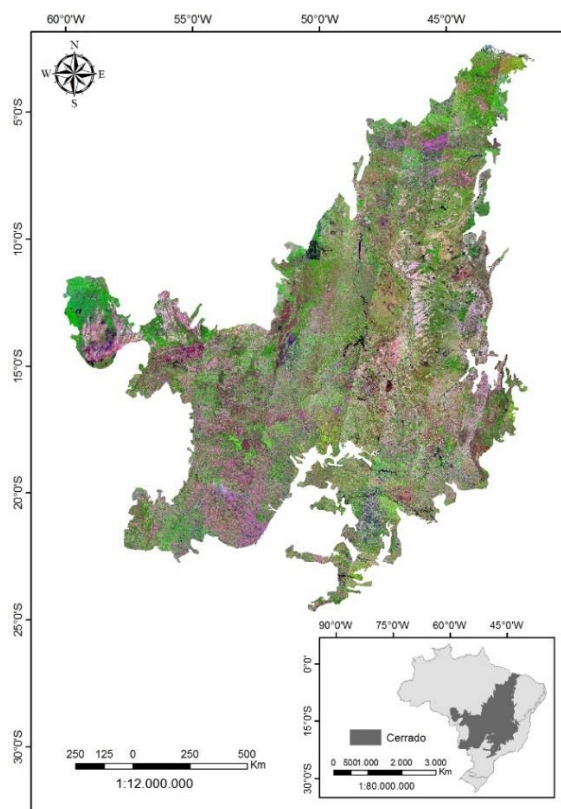 60°0'W 55°0'W 50°0'W 45°0'W
N
W E
S
5°0'S
10°0'S
15°0'S
20°0'S
25°0'S
30°0'S
90°0'W 75°0'W 60°0'W 45°0'W
0°0'
15°0'S
30°0'S
Cerrado
0 5001.000 2.000 3.000
Km
1:80.000.000
250 125 0 250 500
Km
1:12.000.000